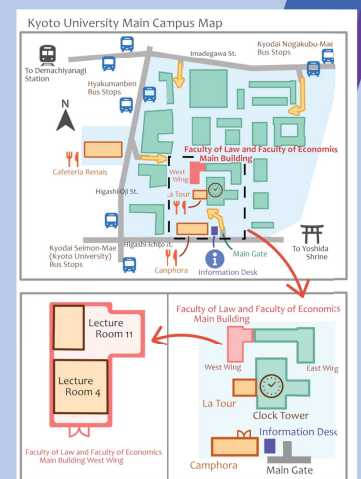 Kyoto University Main Campus Map
Imadegawa St.
Kyodai Nogakubu-Mae
Bus Stops
To Demachiyanagi
Station
Hyakumanben
Bus Stops
N
Faculty of Law and Faculty of Economics
Main Building
West
Wing
Cafeteria Renais
La Tour
Higashi-Oji St.
Higashi-Ichijo St.
Kyodai Seimon-Mae
(Kyoto University)
Bus Stops
Camphora
Main Gate
Information Desk
To Yoshida
Shrine
Lecture
Room 11
Lecture
Room 4
Faculty of Law and Faculty of Economics
Main Building West Wing
Faculty of Law and Faculty of Economics
Main Building
West Wing
East Wing
La Tour
Clock Tower
Information Desk
Camphora
Main Gate